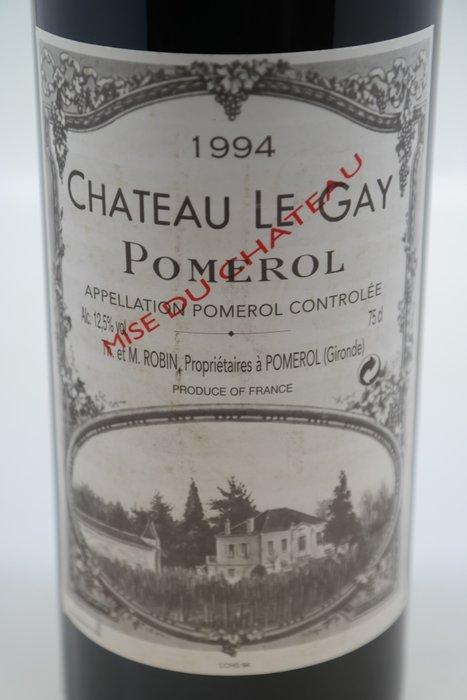 1994
CHATEAU LE GAY
POMEROL
APPELLATION POMEROL CONTROLÉE
Alc. 12,5% vol
75 cl
MISE DU CHATEAU
et M. ROBIN, Propriétaires à POMEROL (Gironde)
PRODUCE OF FRANCE